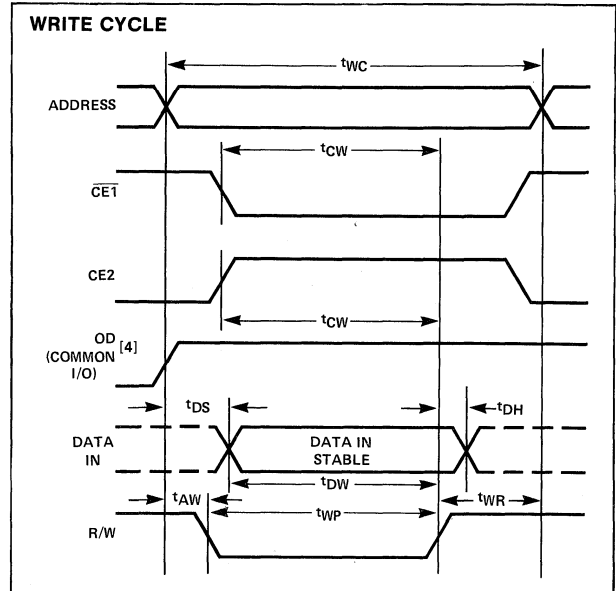 WRITE CYCLE
tWC
ADDRESS
tCW
CE1
CE2
tCW
OD [4]
(COMMON
I/O)
tDS
tDH
DATA
IN
DATA IN
STABLE
tDW
tAW
tWP
tWR
R/W